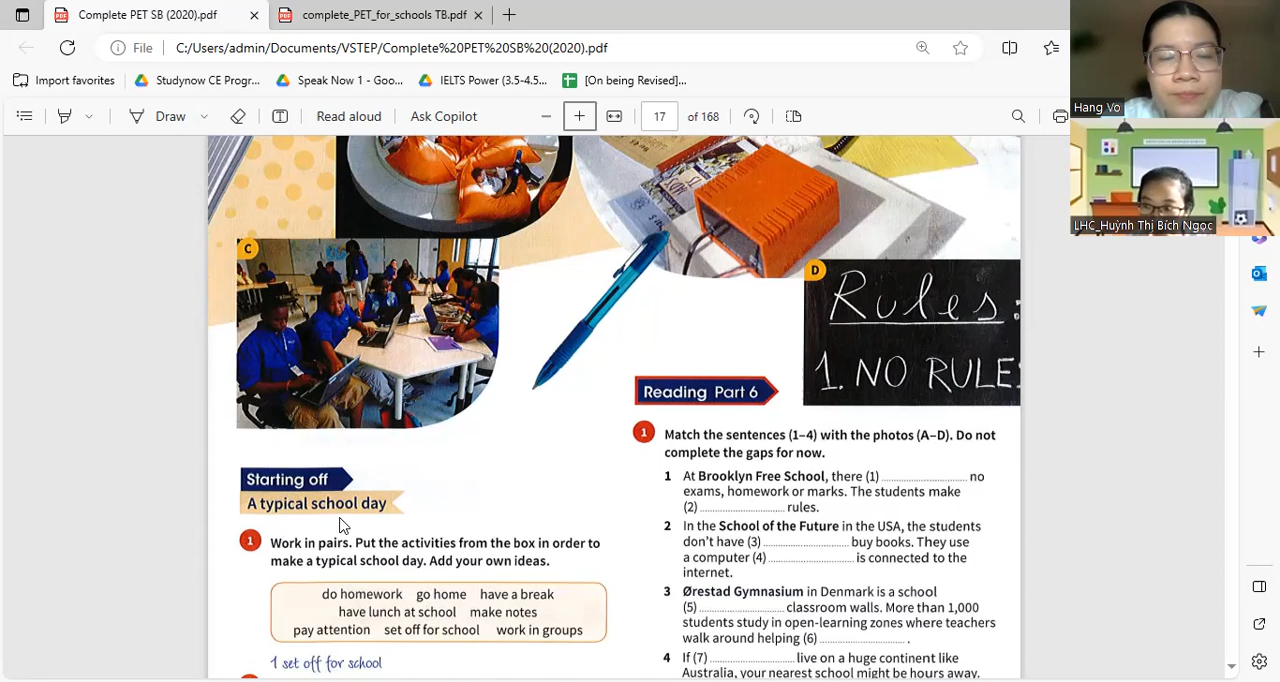 Complete PET SB (2020).pdf
complete_PET_for_schools TB.pdf
File
C:/Users/admin/Documents/VSTEP/Complete%20PET%20SB%20(2020).pdf
Import favorites
Studynow CE Progr...
Speak Now 1 - Goo...
IELTS Power (3.5-4.5...
[On being Revised]...
Draw
Read aloud
Ask Copilot
17
of 168
Hang Vo
LHC_Huỳnh Thị Bích Ngọc
C
D
Rules:
1. NO RULE
Starting off
A typical school day
1 Work in pairs. Put the activities from the box in order to
make a typical school day. Add your own ideas.
do homework go home have a break
have lunch at school make notes
pay attention set off for school work in groups
1 set off for school
Reading Part 6
1 Match the sentences (1–4) with the photos (A–D). Do not
complete the gaps for now.
1 At Brooklyn Free School, there (1) .............................. no
exams, homework or marks. The students make
(2) .............................. rules.
2 In the School of the Future in the USA, the students
don't have (3) .............................. buy books. They use
a computer (4) .............................. is connected to the
internet.
3 Ørestad Gymnasium in Denmark is a school
(5) .............................. classroom walls. More than 1,000
students study in open-learning zones where teachers
walk around helping (6) .............................. .
4 If (7) .............................. live on a huge continent like
Australia, your nearest school might be hours away.